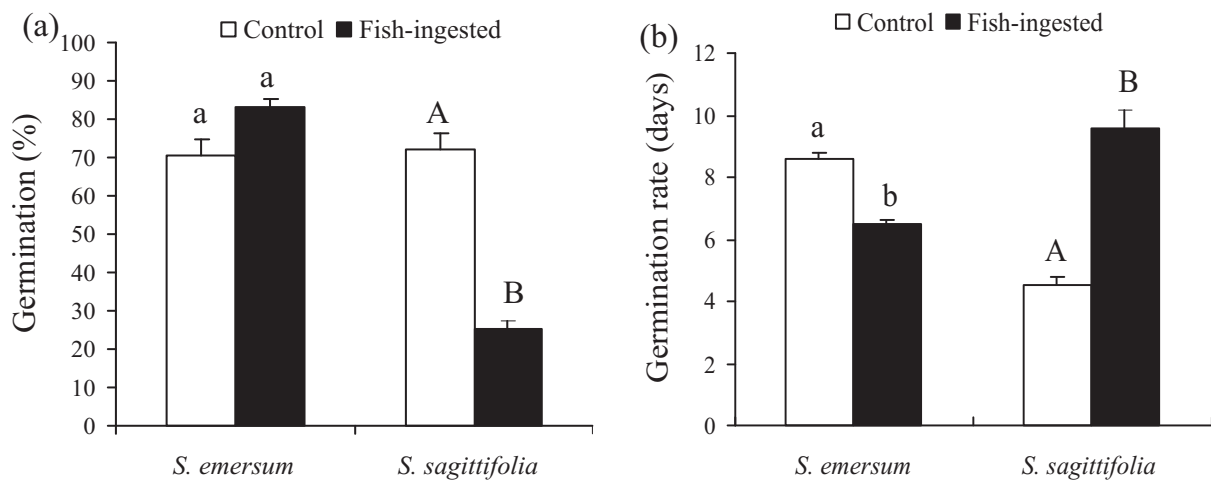 (a)
Control Fish-ingested
Germination (%)
100
90
80
70
60
50
40
30
20
10
0
a
a
A
B
S. emersum S. sagittifolia
(b)
Control Fish-ingested
Germination rate (days)
12
10
8
6
4
2
0
a
b
A
B
S. emersum S. sagittifolia